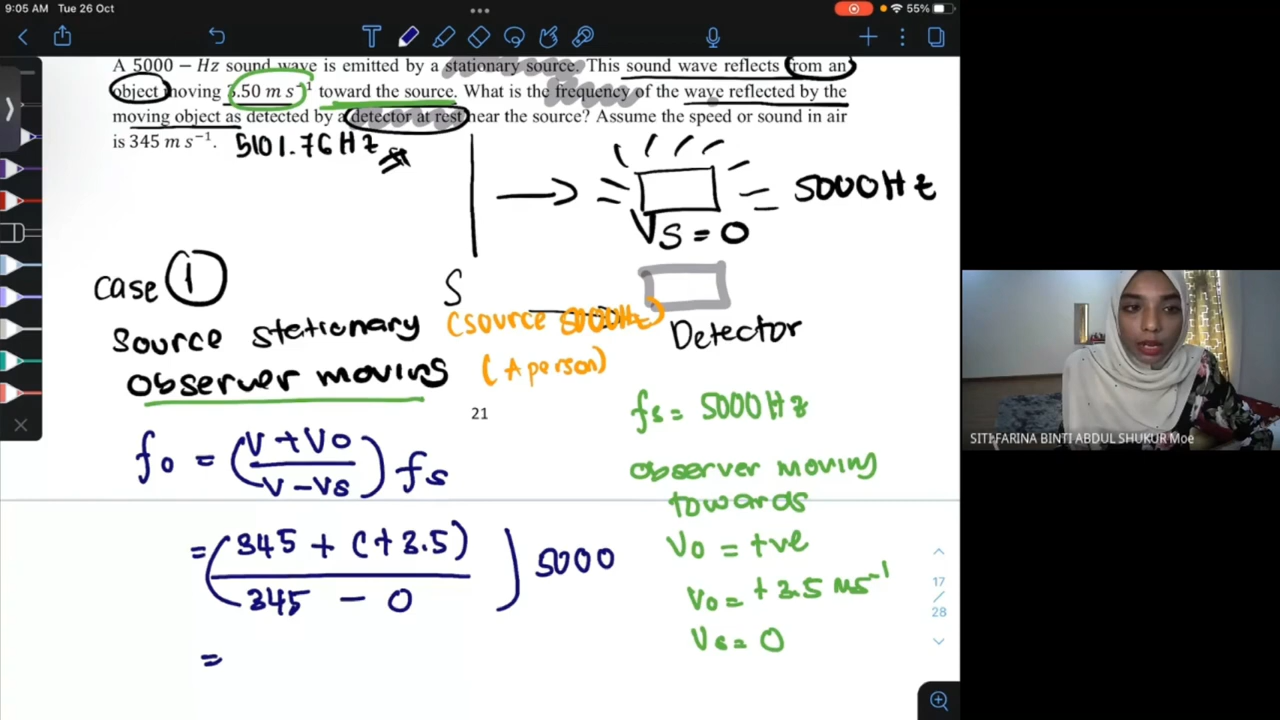 9:05 AM Tue 26 Oct
55%
A 5000 − Hz sound wave is emitted by a stationary source. This sound wave reflects from an
object moving 3.50 m s⁻¹ toward the source. What is the frequency of the wave reflected by the
moving object as detected by a detector at rest near the source? Assume the speed or sound in air
is 345 m s⁻¹. 5101.76 Hz
5000Hz
Vs = 0
case 1
S
Source stationary (source 5000Hz)
Detector
observer moving (A person)
21
fs = 5000Hz
fo = (V + Vo / V - Vs) fs
observer moving
towards
= (345 + (+3.5) / 345 - 0) 5000
Vo = +ve
Vo = +3.5 ms⁻¹
Vs = 0
=
17
/
28
SITI FARINA BINTI ABDUL SHUKUR Moe